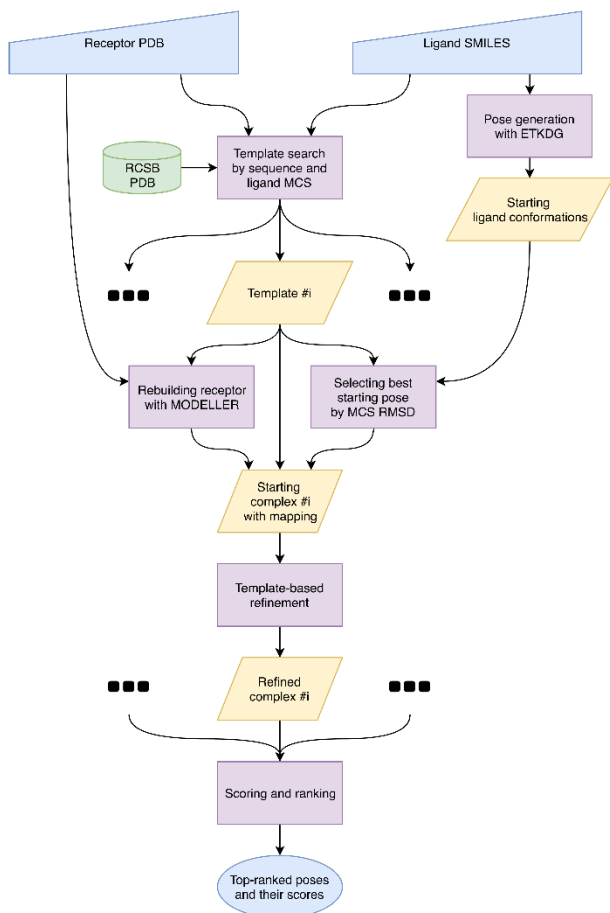 Receptor PDB
Ligand SMILES
Pose generation
with ETKDG
RCSB
PDB
Template search
by sequence and
ligand MCS
Starting
ligand conformations
Template #i
Rebuilding receptor
with MODELLER
Selecting best
starting pose
by MCS RMSD
Starting
complex #i
with mapping
Template-based
refinement
Refined
complex #i
Scoring and ranking
Top-ranked poses
and their scores